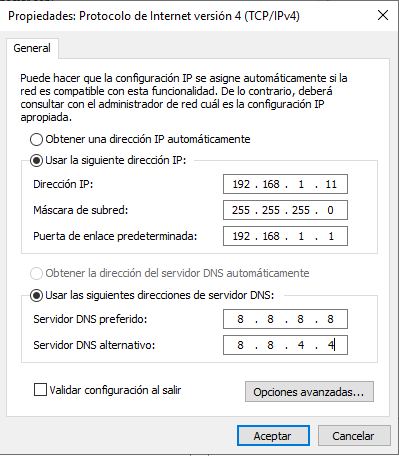 Propiedades: Protocolo de Internet versión 4 (TCP/IPv4)
General
Puede hacer que la configuración IP se asigne automáticamente si la
red es compatible con esta funcionalidad. De lo contrario, deberá
consultar con el administrador de red cuál es la configuración IP
apropiada.
Obtener una dirección IP automáticamente
Usar la siguiente dirección IP:
Dirección IP: 192 . 168 . 1 . 11
Máscara de subred: 255 . 255 . 255 . 0
Puerta de enlace predeterminada: 192 . 168 . 1 . 1
Obtener la dirección del servidor DNS automáticamente
Usar las siguientes direcciones de servidor DNS:
Servidor DNS preferido: 8 . 8 . 8 . 8
Servidor DNS alternativo: 8 . 8 . 4 . 4
Validar configuración al salir
Opciones avanzadas...
Aceptar Cancelar